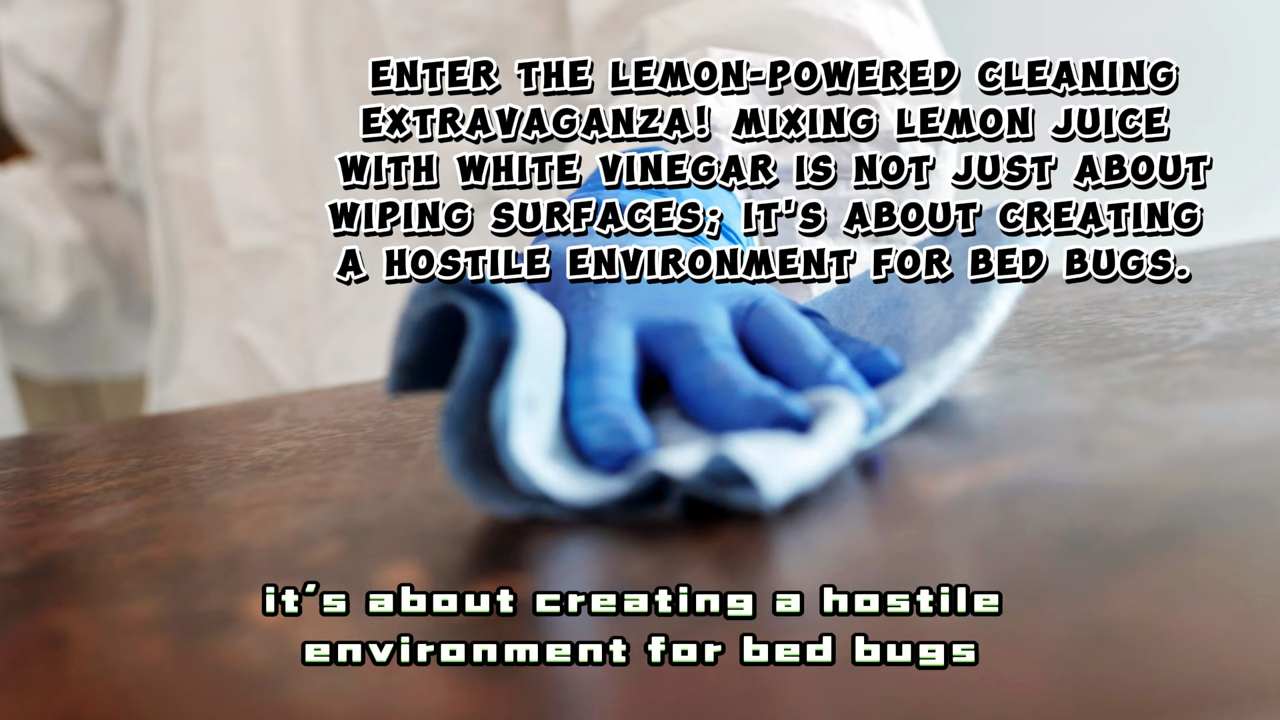 ENTER THE LEMON-POWERED CLEANING
EXTRAVAGANZA! MIXING LEMON JUICE
WITH WHITE VINEGAR IS NOT JUST ABOUT
WIPING SURFACES; IT'S ABOUT CREATING
A HOSTILE ENVIRONMENT FOR BED BUGS.
it's about creating a hostile
environment for bed bugs